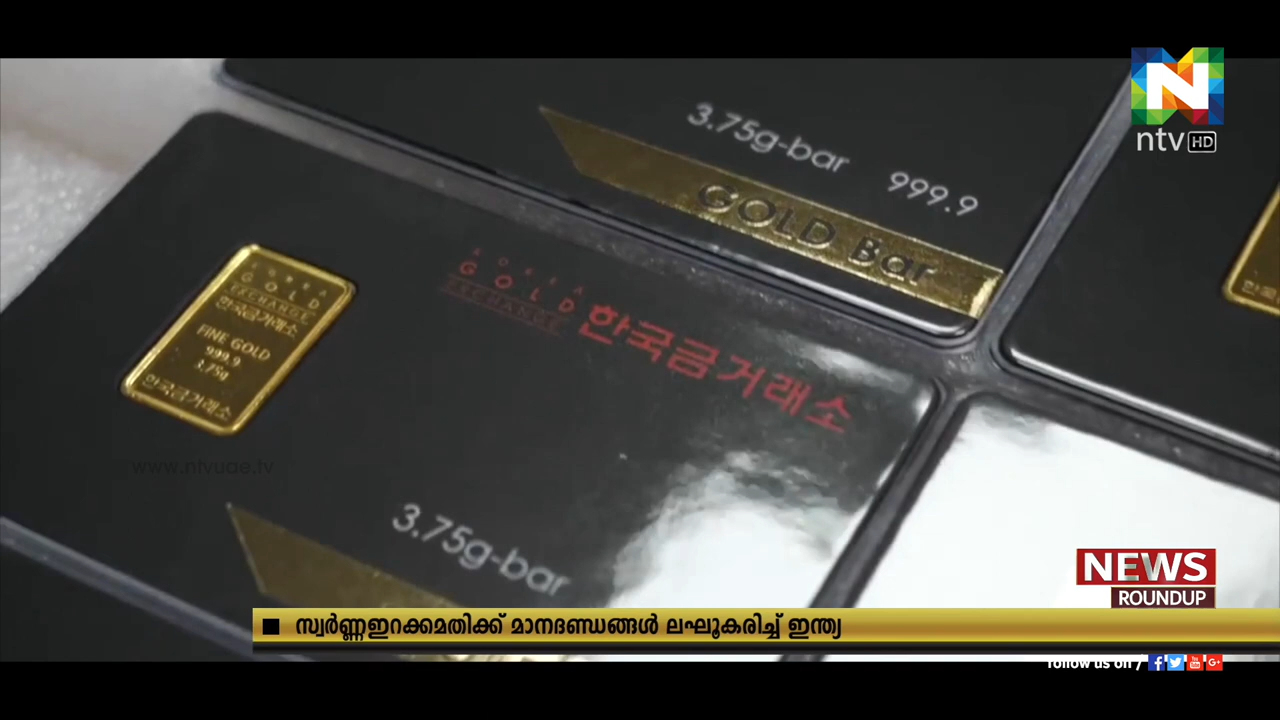 N
ntv HD
3.75g-bar 999.9
GOLD Bar
KOREA
GOLD
EXCHANGE
한국금거래소
KOREA
GOLD
EXCHANGE
한국금거래소
FINE GOLD
999.9
3.75g
한국금거래소
www.ntvuae.tv
3.75g-bar
NEWS
ROUNDUP
സ്വർണ്ണഇറക്കമതിക്ക് മാനദണ്ഡങ്ങൾ ലഘൂകരിച്ച് ഇന്ത്യ
follow us on /